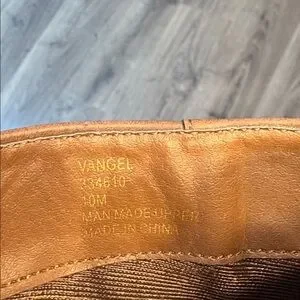 VANGEL
334610
10M
MAN MADE UPPER
MADE IN CHINA